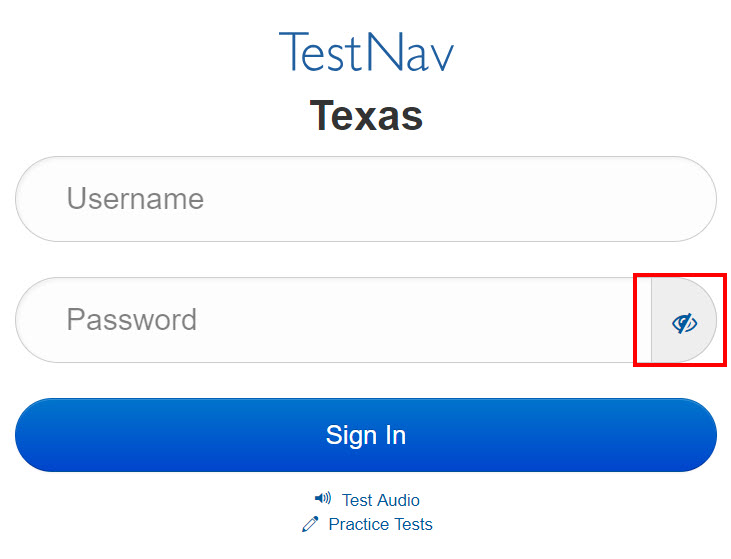 TestNav
Texas
Username
Password
Sign In
Test Audio
Practice Tests